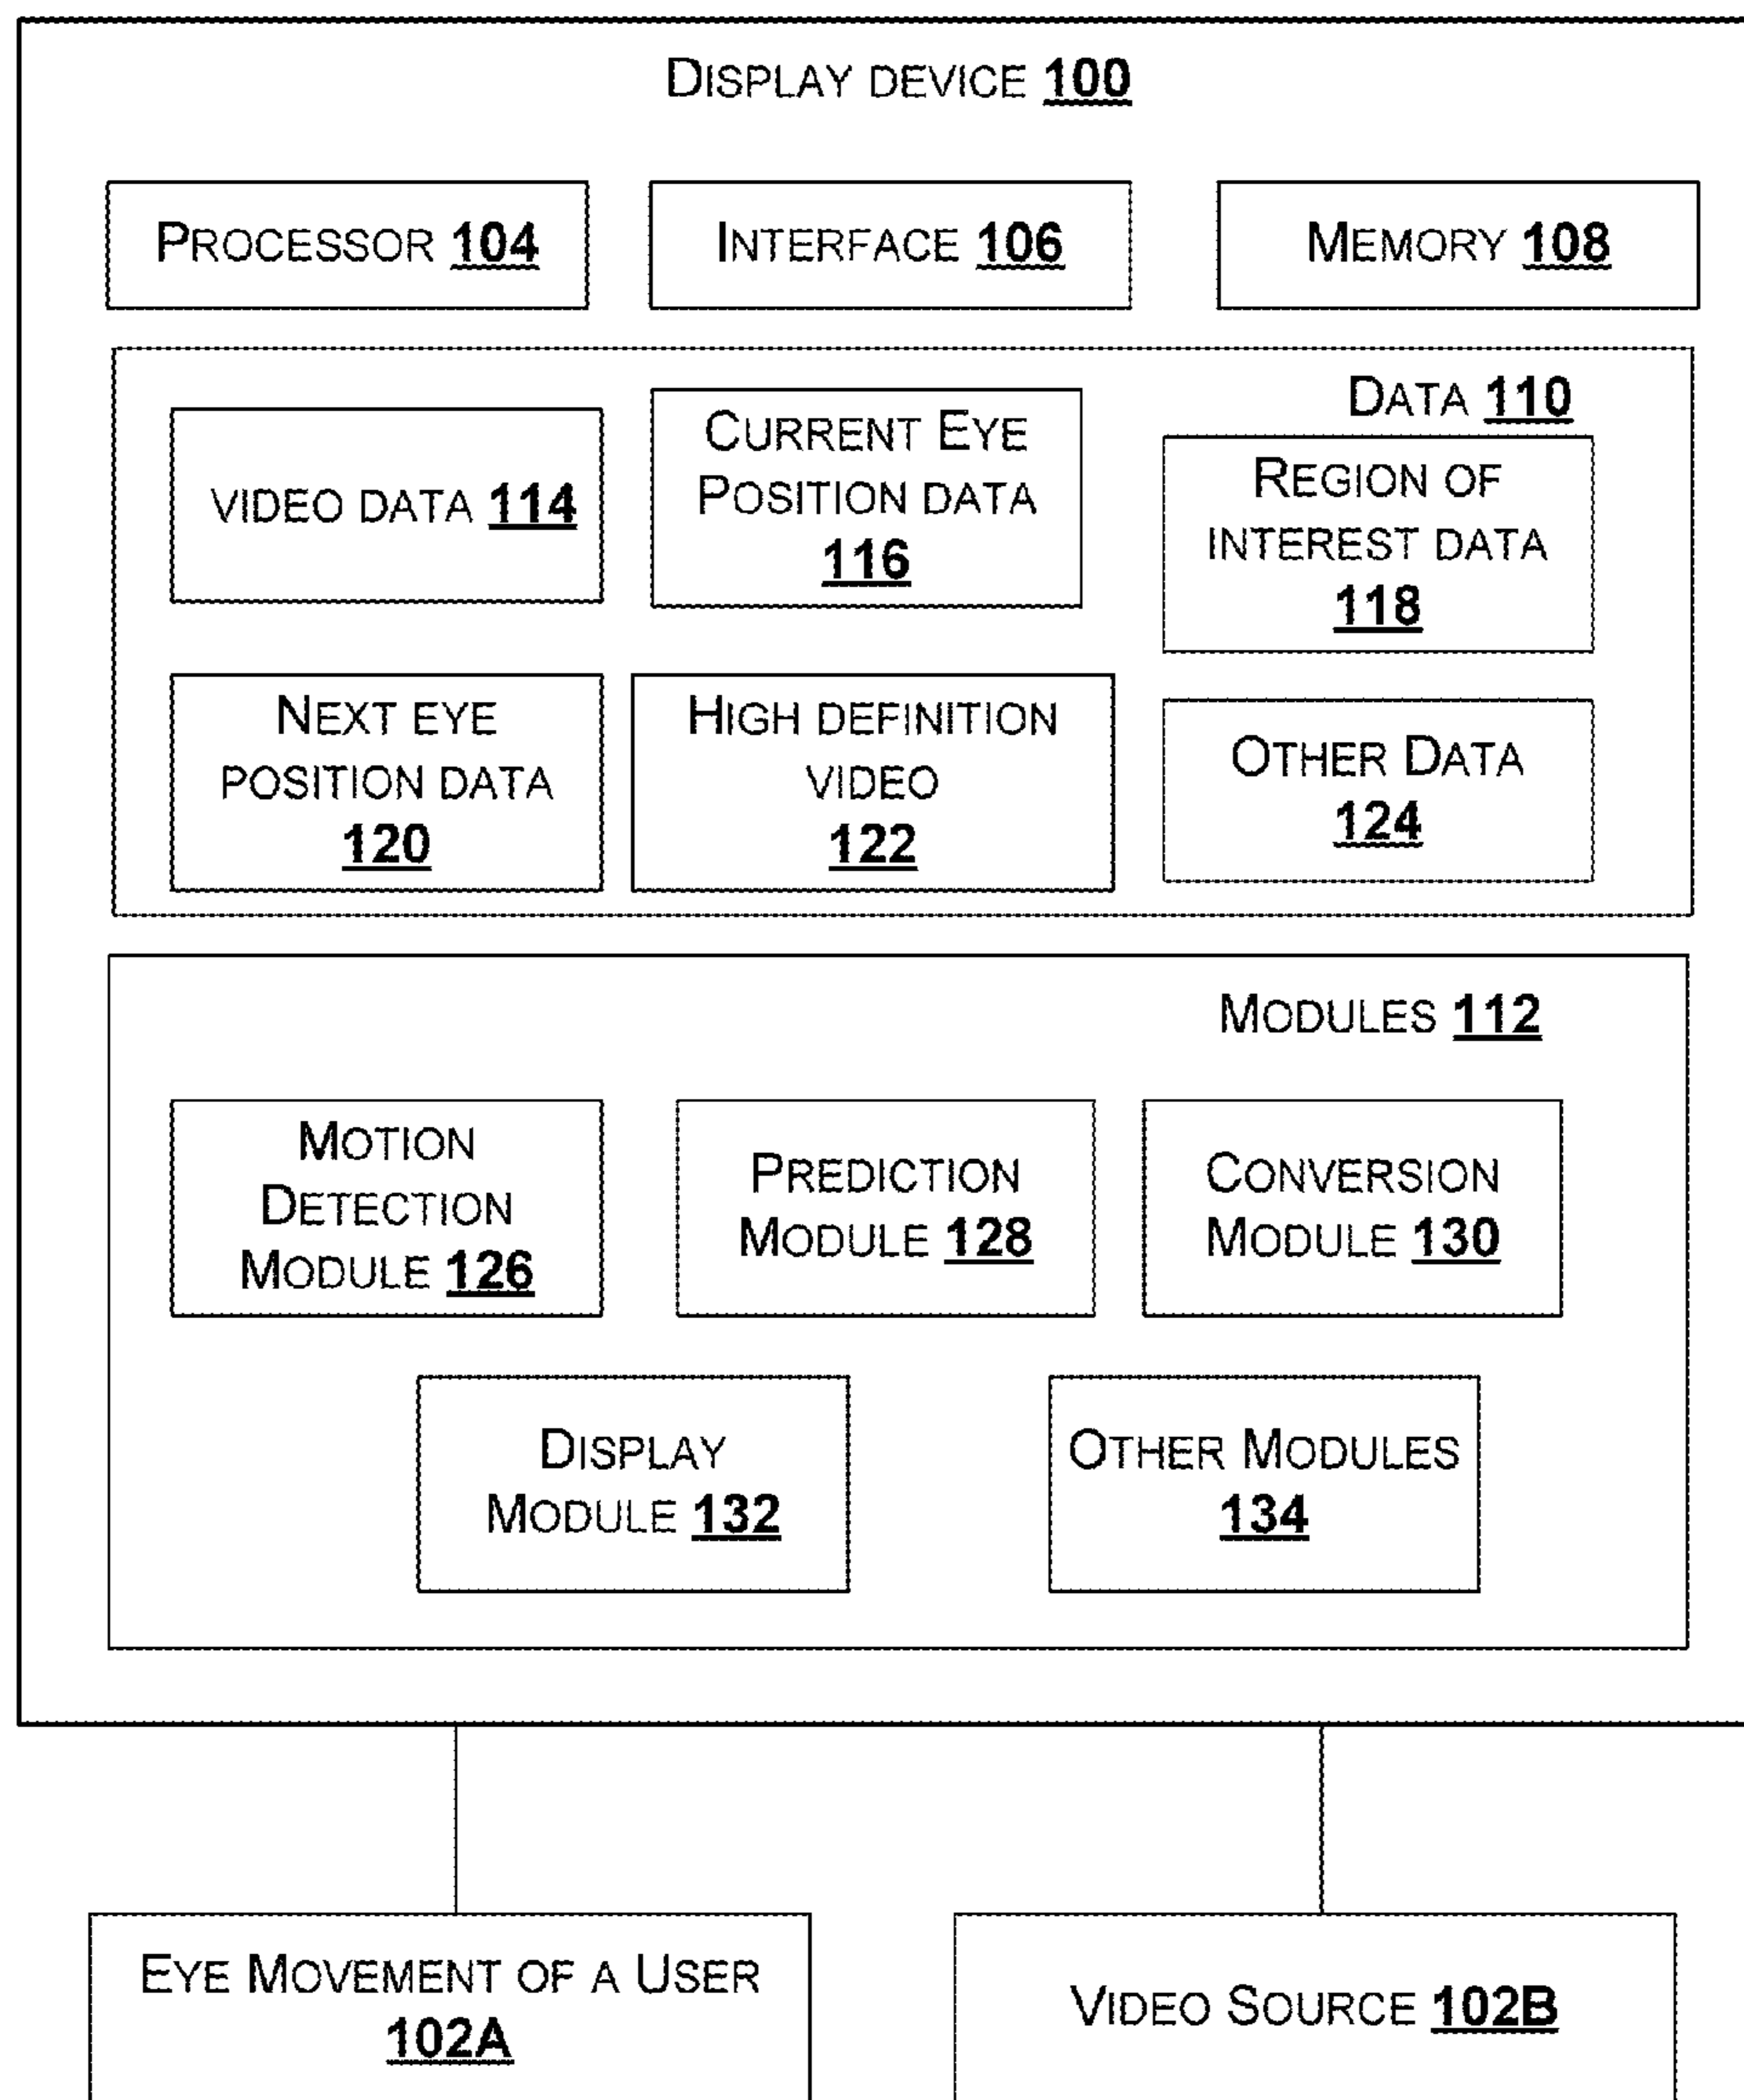 DISPLAY DEVICE 100
PROCESSOR 104
INTERFACE 106
MEMORY 108
DATA 110
VIDEO DATA 114
CURRENT EYE
POSITION DATA
116
REGION OF
INTEREST DATA
118
NEXT EYE
POSITION DATA
120
HIGH DEFINITION
VIDEO
122
OTHER DATA
124
MODULES 112
MOTION
DETECTION
MODULE 126
PREDICTION
MODULE 128
CONVERSION
MODULE 130
DISPLAY
MODULE 132
OTHER MODULES
134
EYE MOVEMENT OF A USER
102A
VIDEO SOURCE 102B